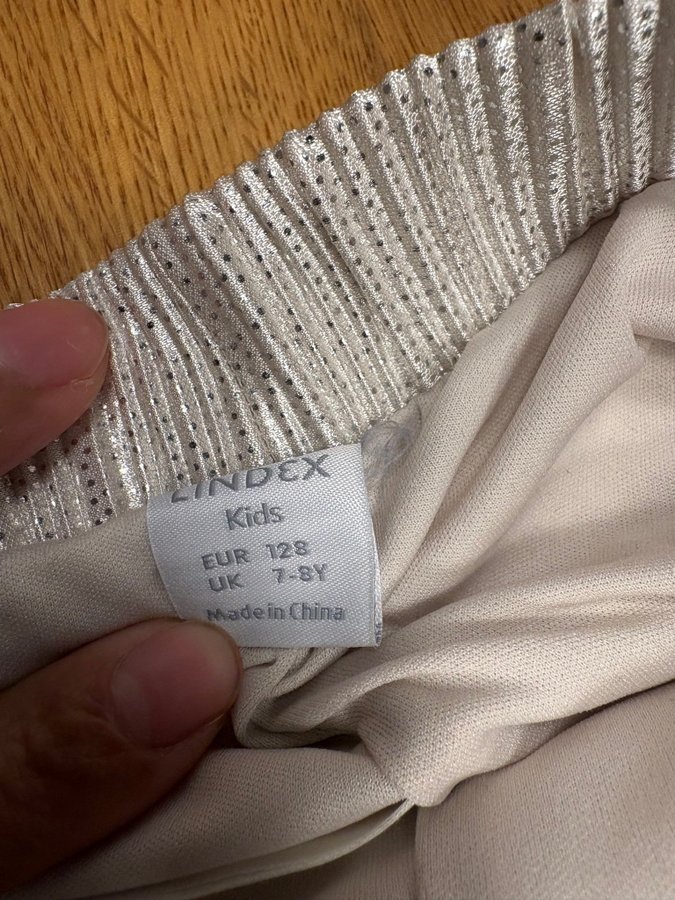 LINDEX
Kids
EUR 128
UK 7-8Y
Made in China